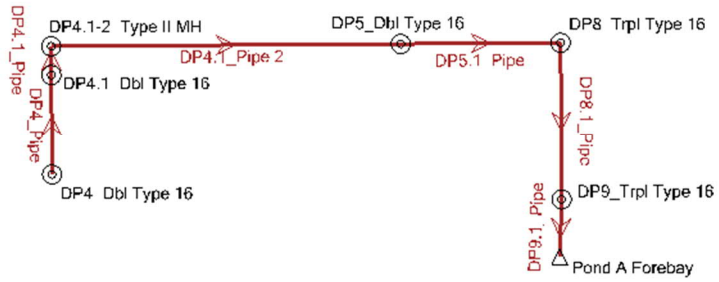 DP4.1-2 Type II MH
DP5_Dbl Type 16
DP8 Trpl Type 16
DP4.1_Pipe
DP4.1_Pipe 2
DP5.1 Pipe
DP4.1 Dbl Type 16
DP4_Pipe
DP8.1_Pipe
DP4 Dbl Type 16
DP9_Trpl Type 16
DP9.1_Pipe
Pond A Forebay